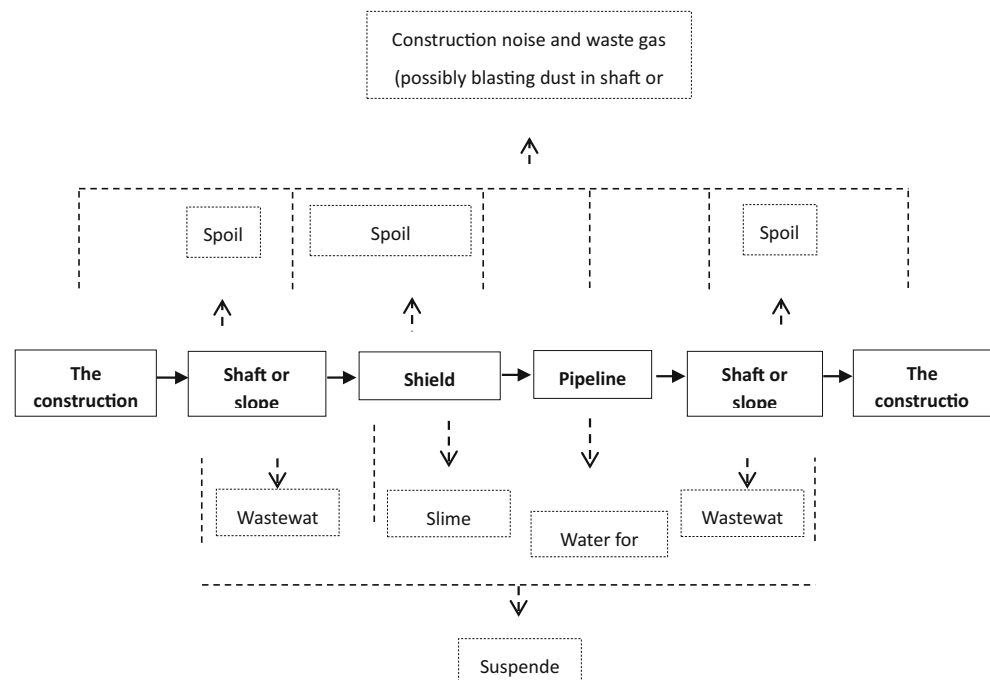 Construction noise and waste gas
(possibly blasting dust in shaft or
Spoil
Spoil
Spoil
The
construction
Shaft or
slope
Shield
Pipeline
Shaft or
slope
The
constructio
Wastewat
Slime
Water for
Wastewat
Suspende